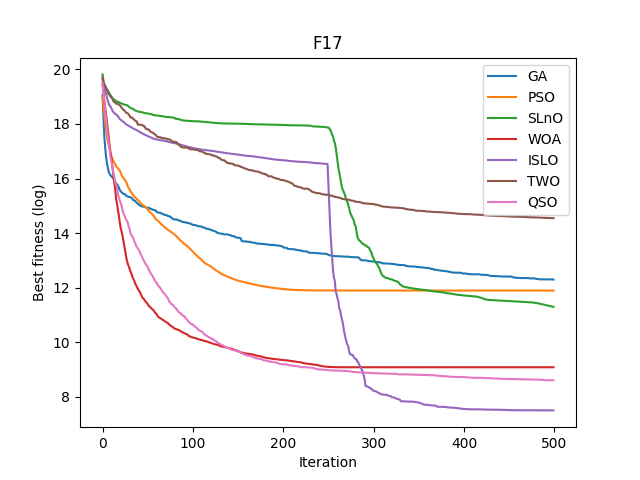 F17
Best fitness (log)
20
18
16
14
12
10
8
GA
PSO
SLnO
WOA
ISLO
TWO
QSO
0
100
200
300
400
500
Iteration